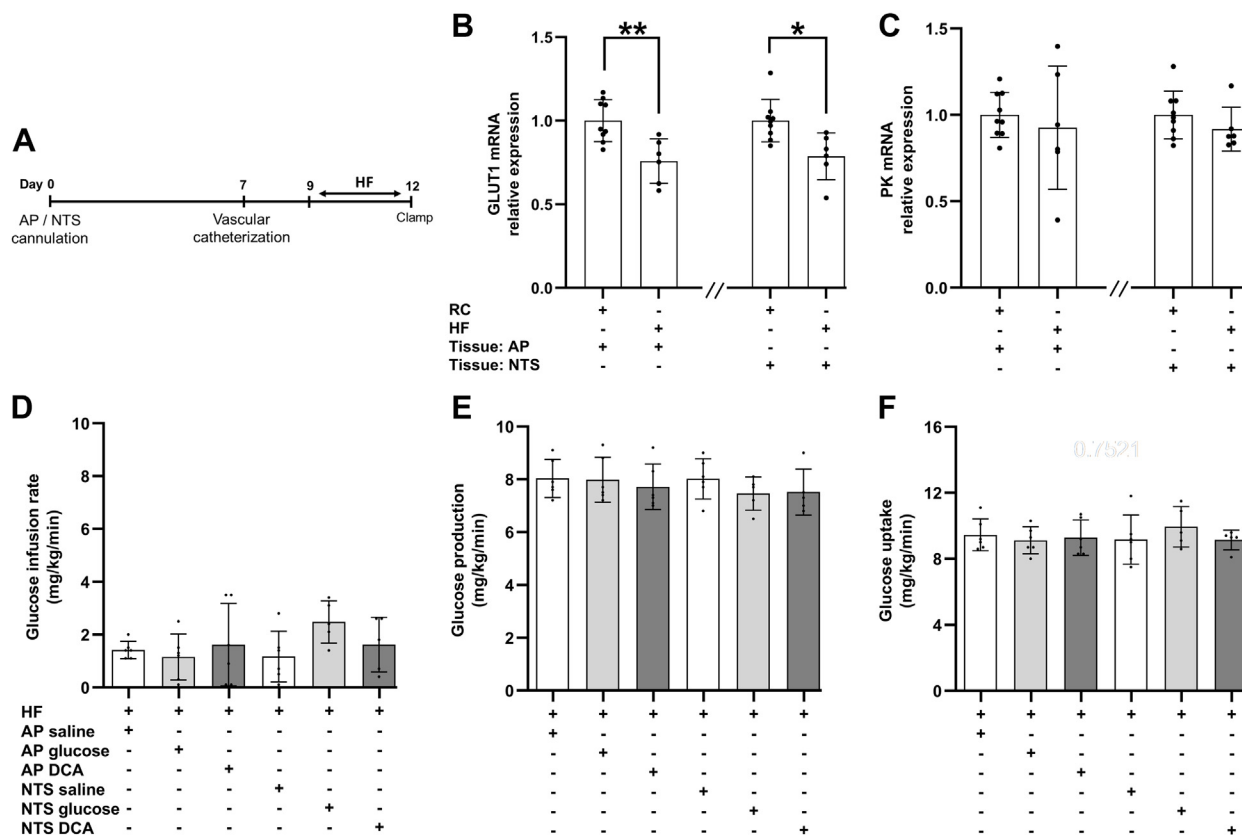 A
Day 0
7
9
HF
12
AP / NTS
cannulation
Vascular
catheterization
Clamp
B
GLUT1 mRNA
relative expression
1.5
1.0
0.5
0.0
**
*
//
RC + - + -
HF - + - +
Tissue: AP + + - -
Tissue: NTS - - + +
C
PK mRNA
relative expression
1.5
1.0
0.5
0.0
//
+ - + -
- + - +
+ + - -
- - + +
D
Glucose infusion rate
(mg/kg/min)
10
8
6
4
2
0
HF + + + + + +
AP saline + - - - - -
AP glucose - + - - - -
AP DCA - - + - - -
NTS saline - - - + - -
NTS glucose - - - - + -
NTS DCA - - - - - +
E
Glucose production
(mg/kg/min)
10
8
6
4
2
0
+ + + + + +
+ - - - - -
- + - - - -
- - + - - -
- - - + - -
- - - - + -
- - - - - +
F
Glucose uptake
(mg/kg/min)
16
12
8
4
0
0.7521
+ + + + + +
+ - - - - -
- + - - - -
- - + - - -
- - - + - -
- - - - + -
- - - - - +